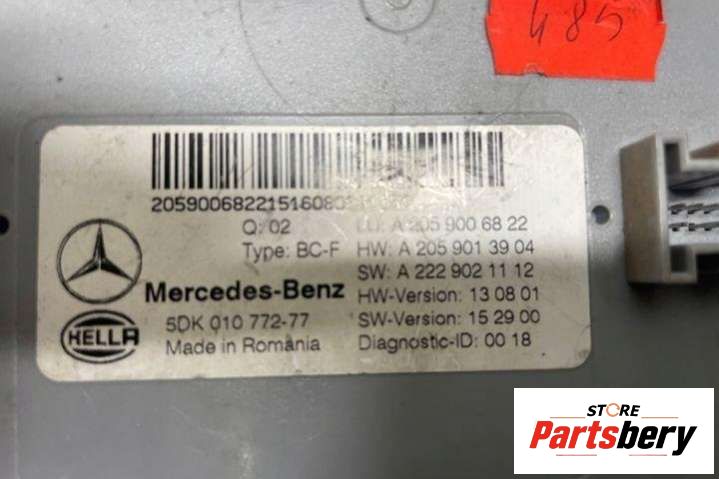 485
Q: 02
LU: A 205 900 68 22
Type: BC-F
HW: A 205 901 39 04
SW: A 222 902 11 12
Mercedes-Benz
HW-Version: 13 08 01
HELLA
5DK 010 772-77
SW-Version: 15 29 00
Made in Romania
Diagnostic-ID: 00 18
STORE
Partsbery